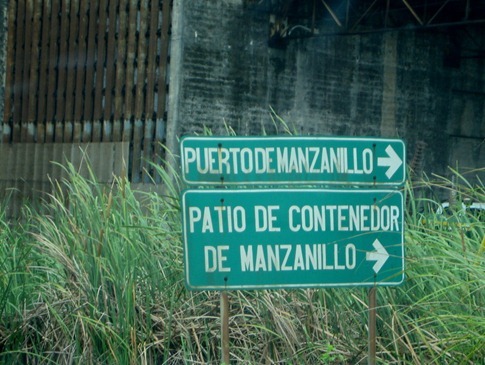 PUERTO DE MANZANILLO
PATIO DE CONTENEDOR
DE MANZANILLO